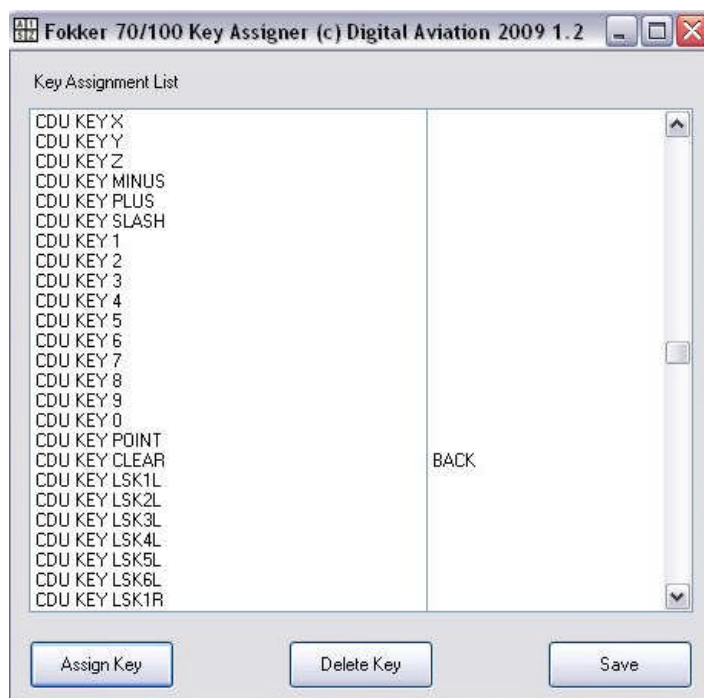 Fokker 70/100 Key Assigner (c) Digital Aviation 2009 1.2
Key Assignment List
CDU KEY X
CDU KEY Y
CDU KEY Z
CDU KEY MINUS
CDU KEY PLUS
CDU KEY SLASH
CDU KEY 1
CDU KEY 2
CDU KEY 3
CDU KEY 4
CDU KEY 5
CDU KEY 6
CDU KEY 7
CDU KEY 8
CDU KEY 9
CDU KEY 0
CDU KEY POINT
CDU KEY CLEAR BACK
CDU KEY LSK1L
CDU KEY LSK2L
CDU KEY LSK3L
CDU KEY LSK4L
CDU KEY LSK5L
CDU KEY LSK6L
CDU KEY LSK1R
Assign Key Delete Key Save